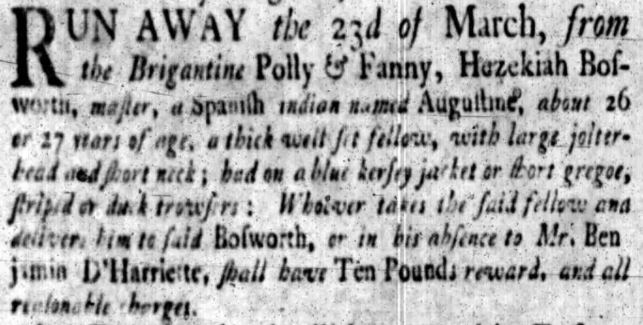 RUN AWAY the 23d of March, from
the Brigantine Polly & Fanny, Hezekiah Boſ-
worth, maſter, a Spaniſh indian named Auguſtine, about 26
or 27 years of age, a thick well ſet fellow, with large jolter-
head and ſhort neck; had on a blue kerſey jacket or ſhort gregoe,
ſtriped or duck trowſers: Whoever takes the ſaid fellow and
delivers him to ſaid Boſworth, or in his abſence to Mr. Ben
jamin D'Harriette, ſhall have Ten Pounds reward, and all
reaſonable charges.